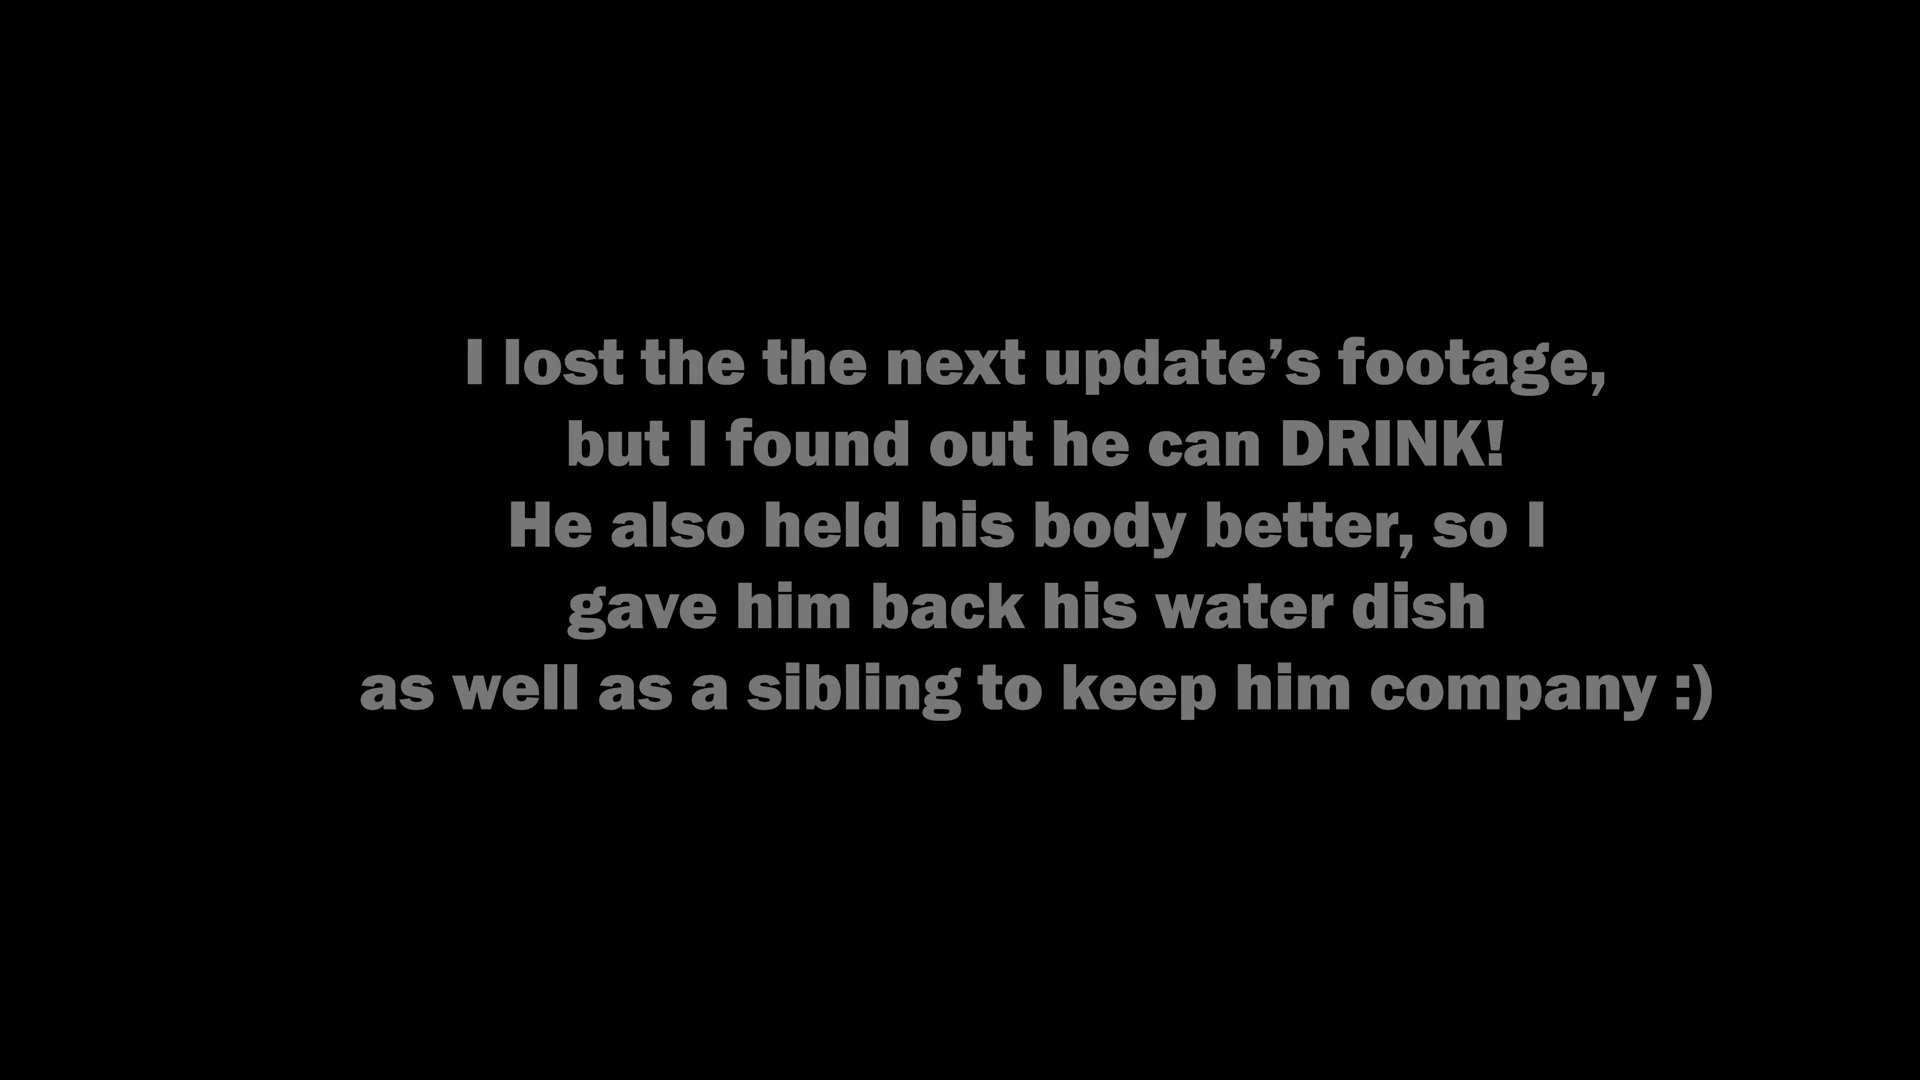 I lost the the next update’s footage,
but I found out he can DRINK!
He also held his body better, so I
gave him back his water dish
as well as a sibling to keep him company :)